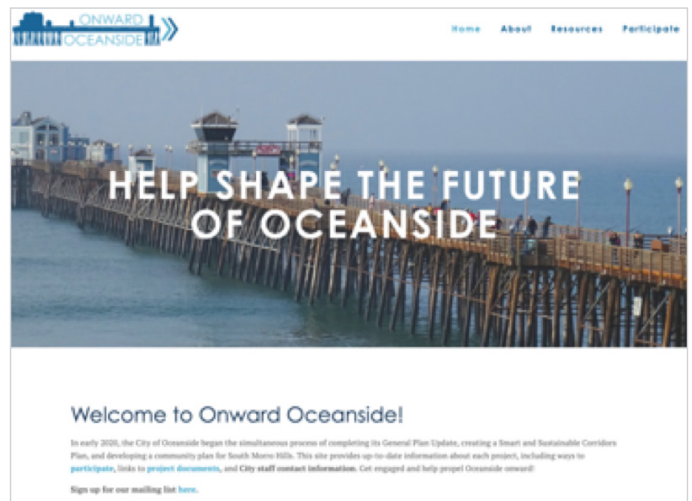 ONWARD
OCEANSIDE
Home About Resources Participate
HELP SHAPE THE FUTURE
OF OCEANSIDE
Welcome to Onward Oceanside!
In early 2020, the City of Oceanside began the simultaneous process of completing its General Plan Update, creating a Smart and Sustainable Corridors
Plan, and developing a community plan for South Morro Hills. This site provides up-to-date information about each project, including ways to
participate, links to project documents, and City staff contact information. Get engaged and help propel Oceanside onward!
Sign up for our mailing list here.